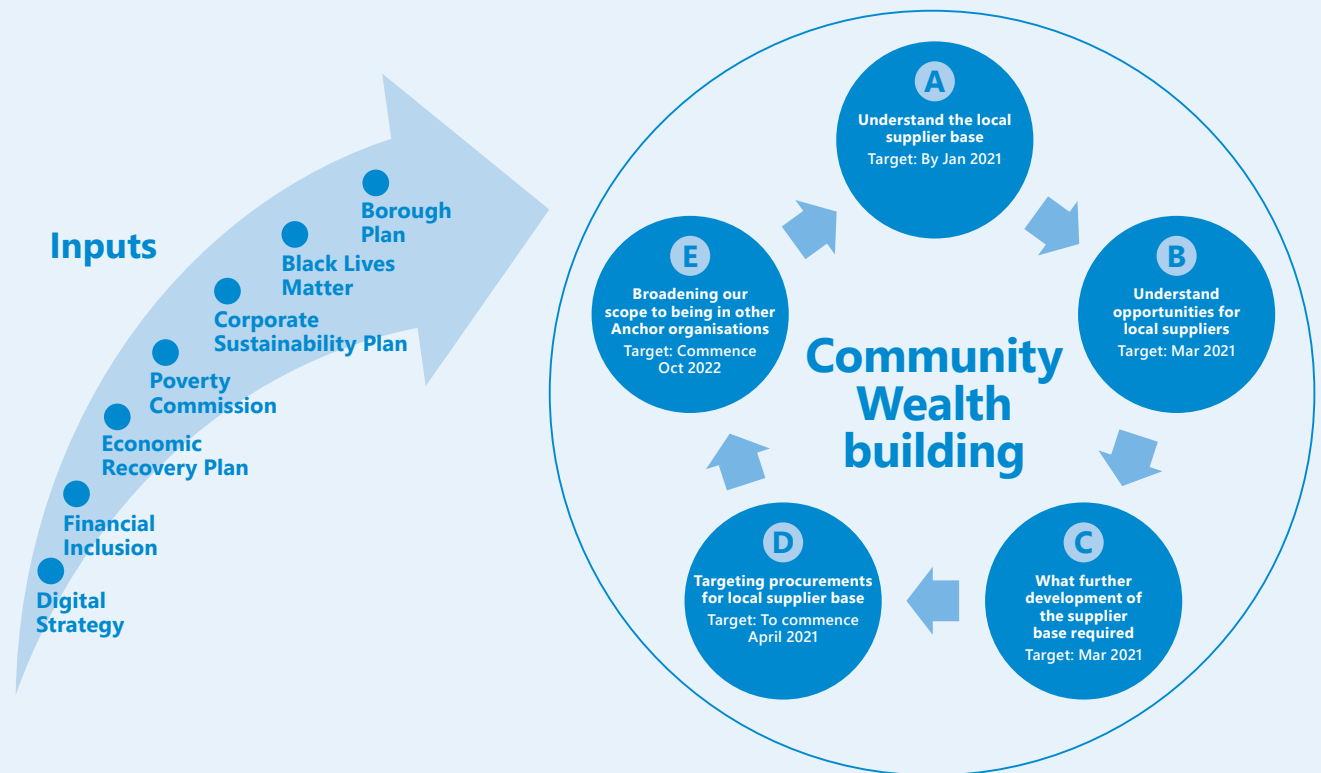 Inputs
Borough
Plan
Black Lives
Matter
Corporate
Sustainability Plan
Poverty
Commission
Economic
Recovery Plan
Financial
Inclusion
Digital
Strategy
Community
Wealth
building
A
Understand the local
supplier base
Target: By Jan 2021
B
Understand
opportunities for
local suppliers
Target: Mar 2021
C
What further
development of
the supplier
base required
Target: Mar 2021
D
Targeting procurements
for local supplier base
Target: To commence
April 2021
E
Broadening our
scope to being in other
Anchor organisations
Target: Commence
Oct 2022